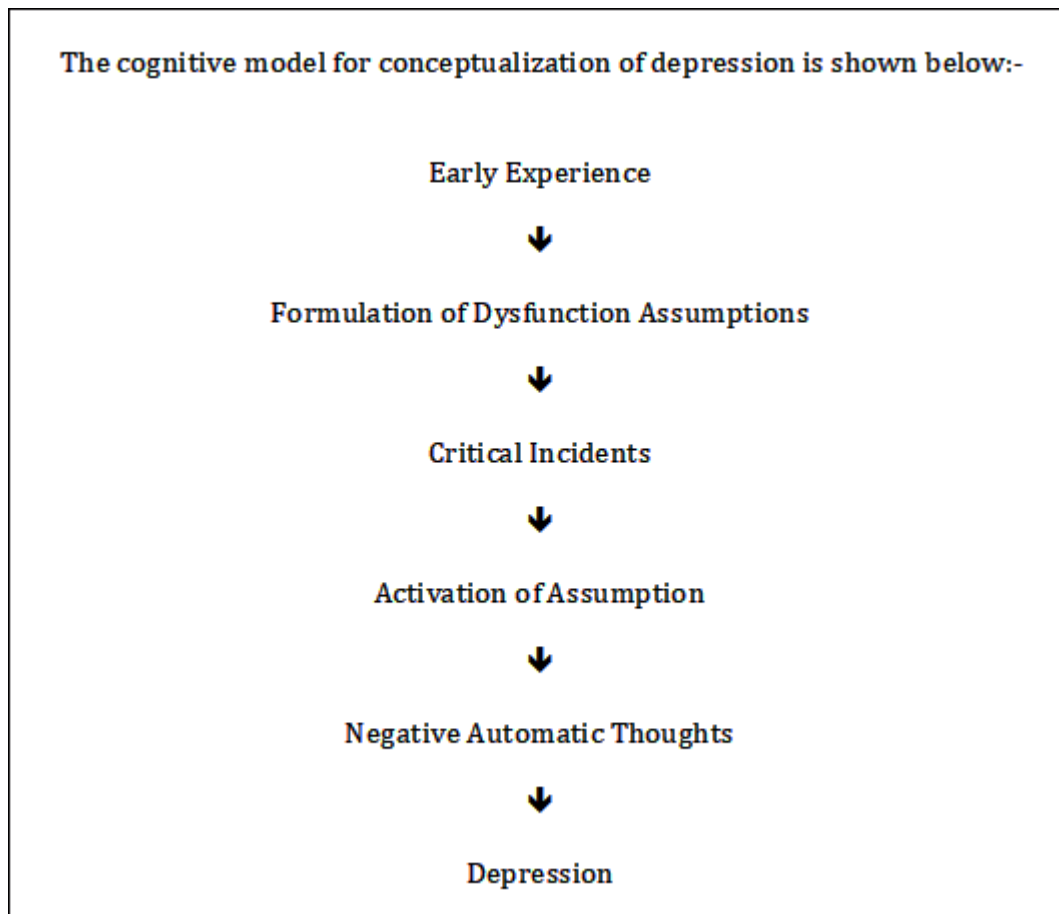 The cognitive model for conceptualization of depression is shown below:-
Early Experience
Formulation of Dysfunction Assumptions
Critical Incidents
Activation of Assumption
Negative Automatic Thoughts
Depression